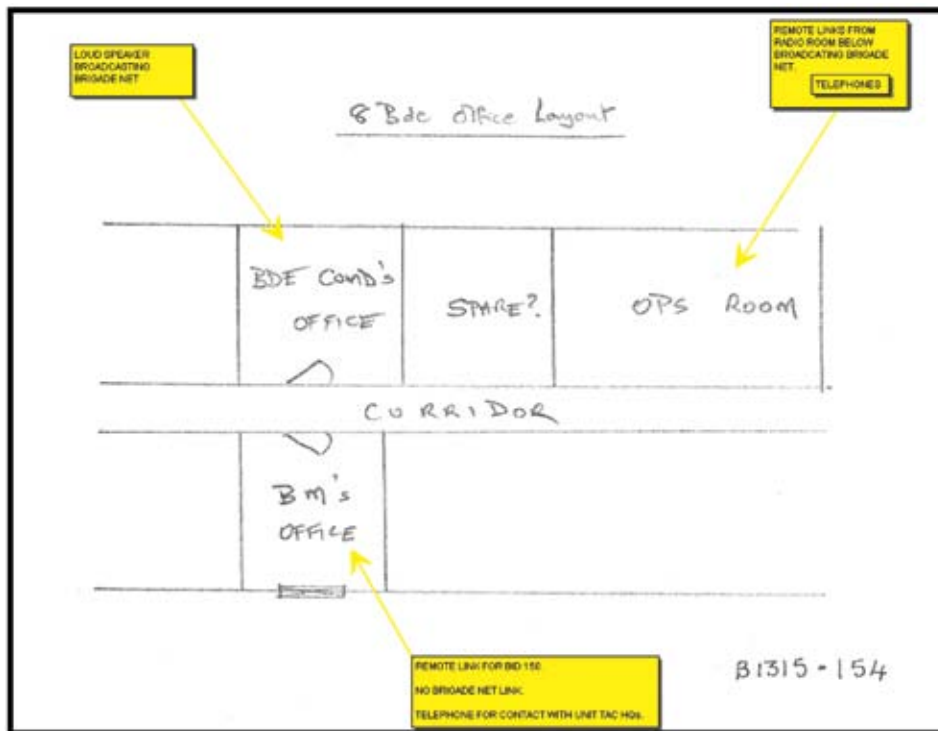 LOUD SPEAKER
BROADCASTING
BRIGADE NET
REMOTE LINKS FROM
RADIO ROOM BELOW
BROADCATING BRIGADE
NET.
TELEPHONES
8 Bde Office Layout
BDE COMD's
OFFICE
SPARE?.
OPS ROOM
CORRIDOR
BM's
OFFICE
REMOTE LINK FOR BID 150
NO BRIGADE NET LINK.
TELEPHONE FOR CONTACT WITH UNIT TAC HQs.
B1315-154